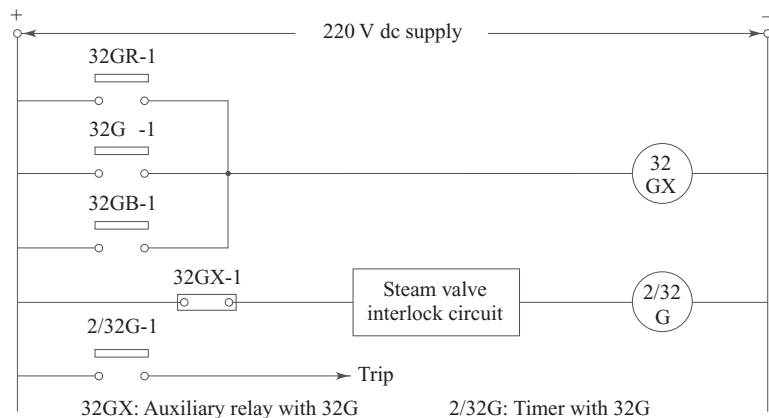 + −
220 V dc supply
32GR-1
32G -1
32
GX
32GB-1
32GX-1
Steam valve
interlock circuit
2/32
G
2/32G-1
Trip
32GX: Auxiliary relay with 32G 2/32G: Timer with 32G